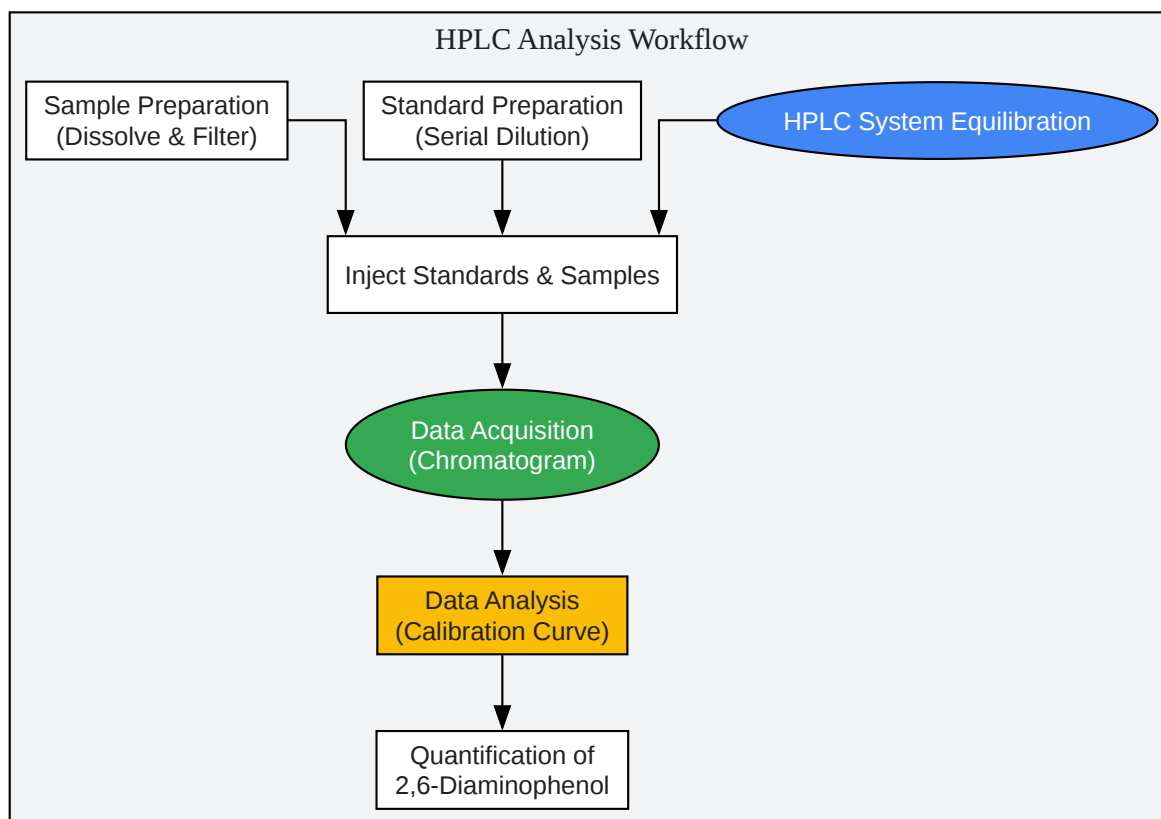 HPLC Analysis Workflow
Sample Preparation
(Dissolve & Filter)
Standard Preparation
(Serial Dilution)
HPLC System Equilibration
Inject Standards & Samples
Data Acquisition
(Chromatogram)
Data Analysis
(Calibration Curve)
Quantification of
2,6-Diaminophenol